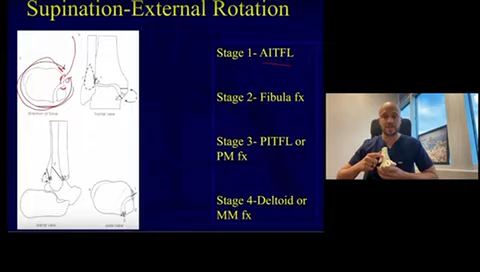 Supination-External Rotation
Stage 1- AITFL
Stage 2- Fibula fx
Stage 3- PITFL or
PM fx
Stage 4-Deltoid or
MM fx